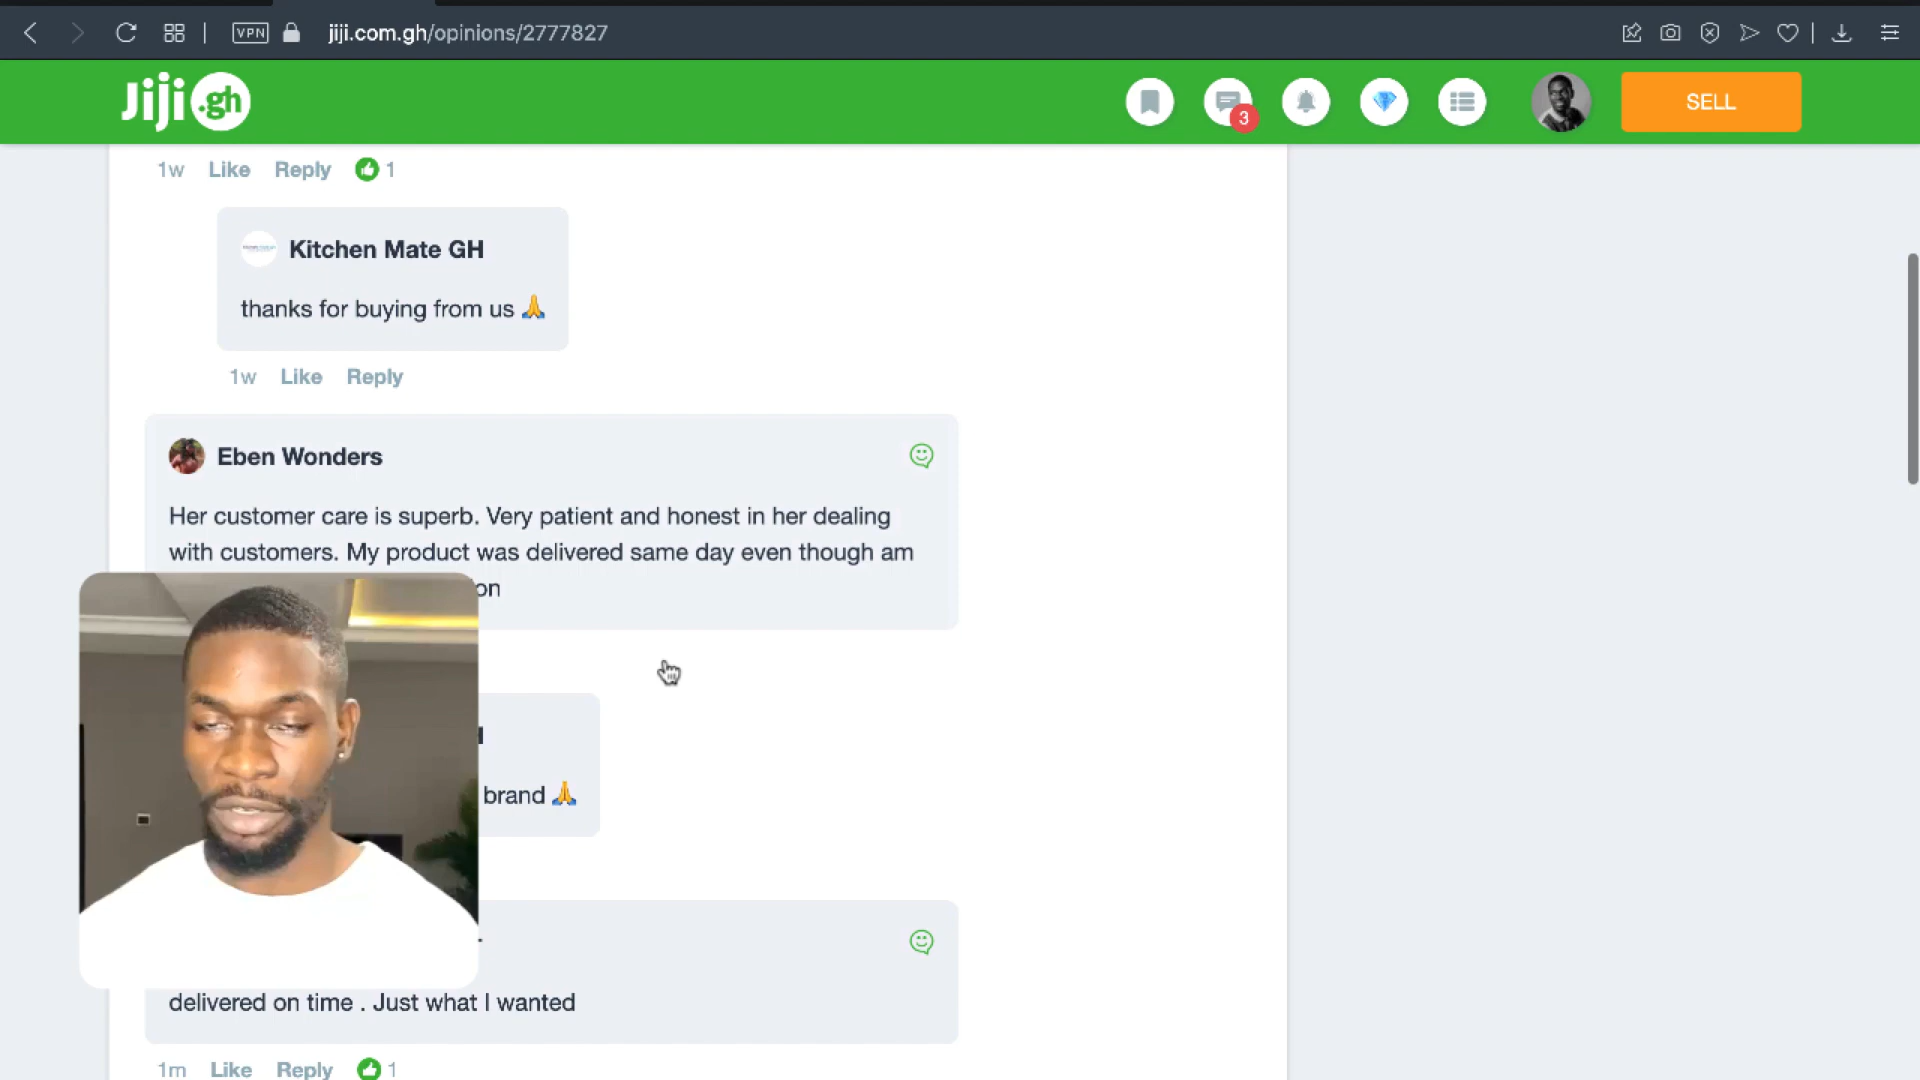 VPN
jiji.com.gh/opinions/2777827
Jiji .gh
3
SELL
1w Like Reply 1
Kitchen Mate GH
thanks for buying from us 🙏
1w Like Reply
Eben Wonders
Her customer care is superb. Very patient and honest in her dealing
with customers. My product was delivered same day even though am
brand 🙏
delivered on time . Just what I wanted
1m Like Reply 1